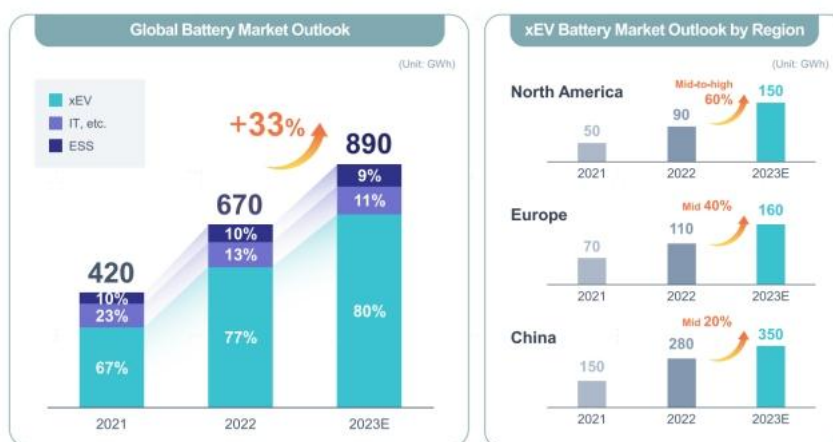 Global Battery Market Outlook
(Unit: GWh)
xEV
IT, etc.
ESS
+33%
890
9%
11%
80%
670
10%
13%
77%
420
10%
23%
67%
2021
2022
2023E
xEV Battery Market Outlook by Region
(Unit: GWh)
North America
Mid-to-high
60%
50
90
150
2021
2022
2023E
Europe
Mid 40%
70
110
160
2021
2022
2023E
China
Mid 20%
150
280
350
2021
2022
2023E